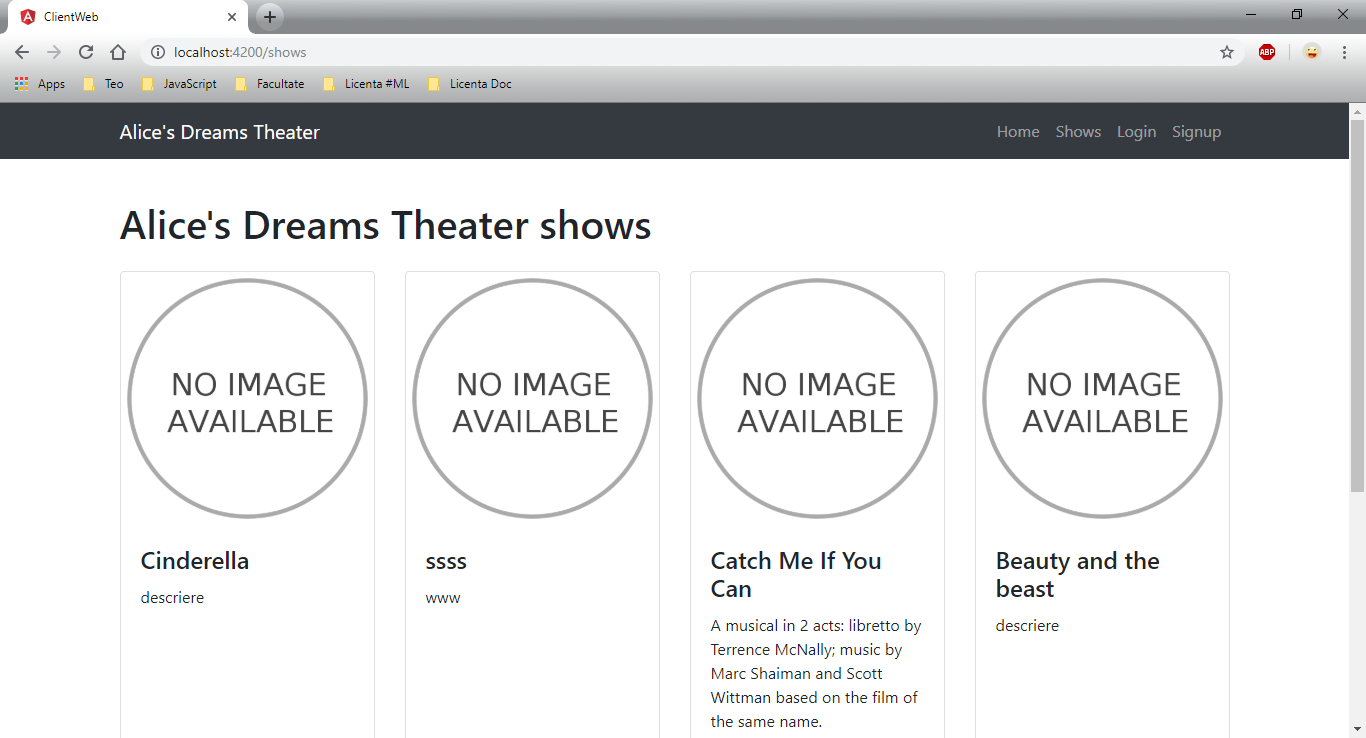 ClientWeb
localhost:4200/shows
ABP
Apps Teo JavaScript Facultate Licenta #ML Licenta Doc
Alice's Dreams Theater Home Shows Login Signup
Alice's Dreams Theater shows
NO IMAGE
AVAILABLE
Cinderella
descriere
NO IMAGE
AVAILABLE
ssss
www
NO IMAGE
AVAILABLE
Catch Me If You
Can
A musical in 2 acts: libretto by
Terrence McNally; music by
Marc Shaiman and Scott
Wittman based on the film of
the same name.
NO IMAGE
AVAILABLE
Beauty and the
beast
descriere